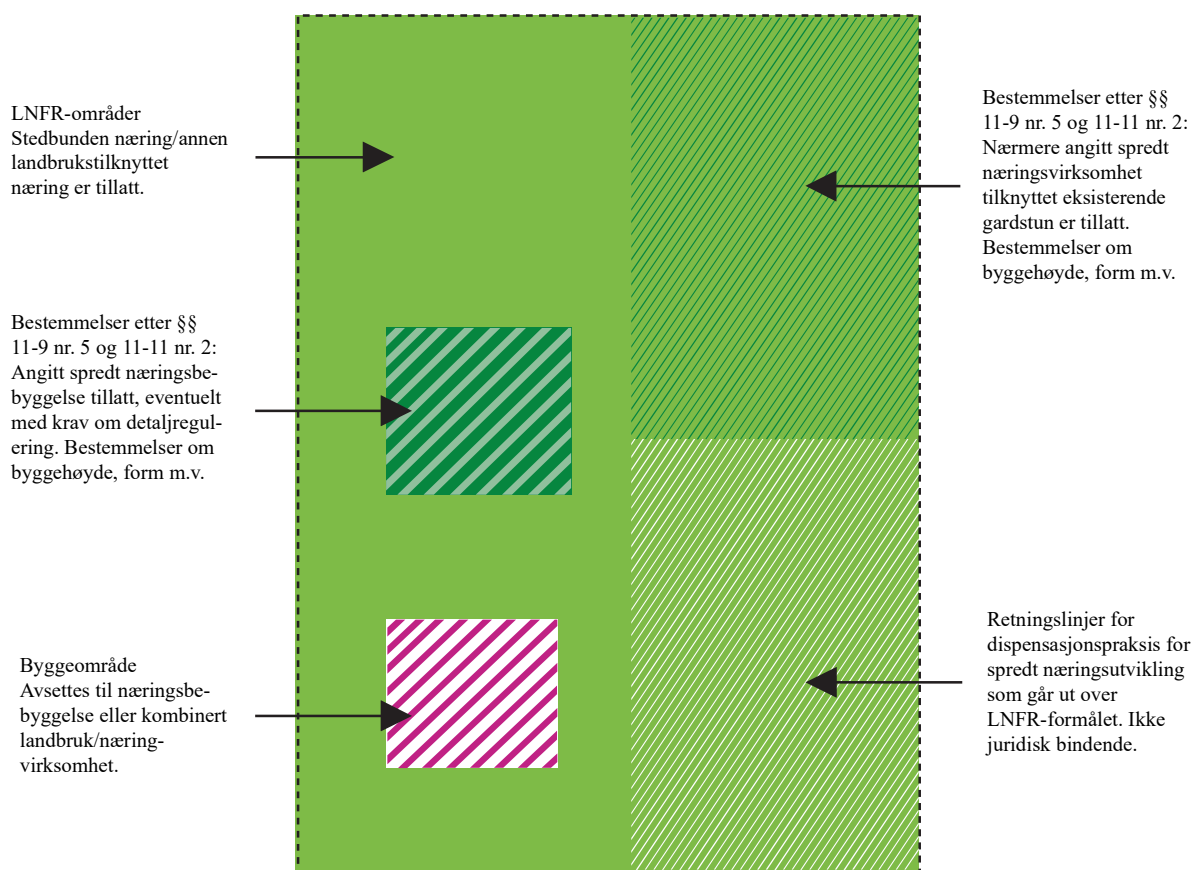 LNFR-områder
Stedbunden næring/annen
landbrukstilknyttet
næring er tillatt.
Bestemmelser etter §§
11-9 nr. 5 og 11-11 nr. 2:
Angitt spredt næringsbe-
byggelse tillatt, eventuelt
med krav om detaljregul-
ering. Bestemmelser om
byggehøyde, form m.v.
Byggeområde
Avsettes til næringsbe-
byggelse eller kombinert
landbruk/næring-
virksomhet.
Bestemmelser etter §§
11-9 nr. 5 og 11-11 nr. 2:
Nærmere angitt spredt
næringsvirksomhet
tilknyttet eksisterende
gardstun er tillatt.
Bestemmelser om
byggehøyde, form m.v.
Retningslinjer for
dispensasjonspraksis for
spredt næringsutvikling
som går ut over
LNFR-formålet. Ikke
juridisk bindende.